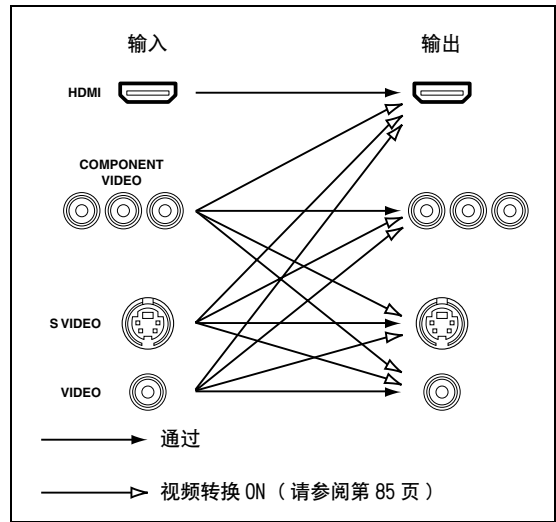 输入 输出
HDMI
COMPONENT
VIDEO
S VIDEO
VIDEO
通过
视频转换 ON （ 请参阅第 85 页 ）